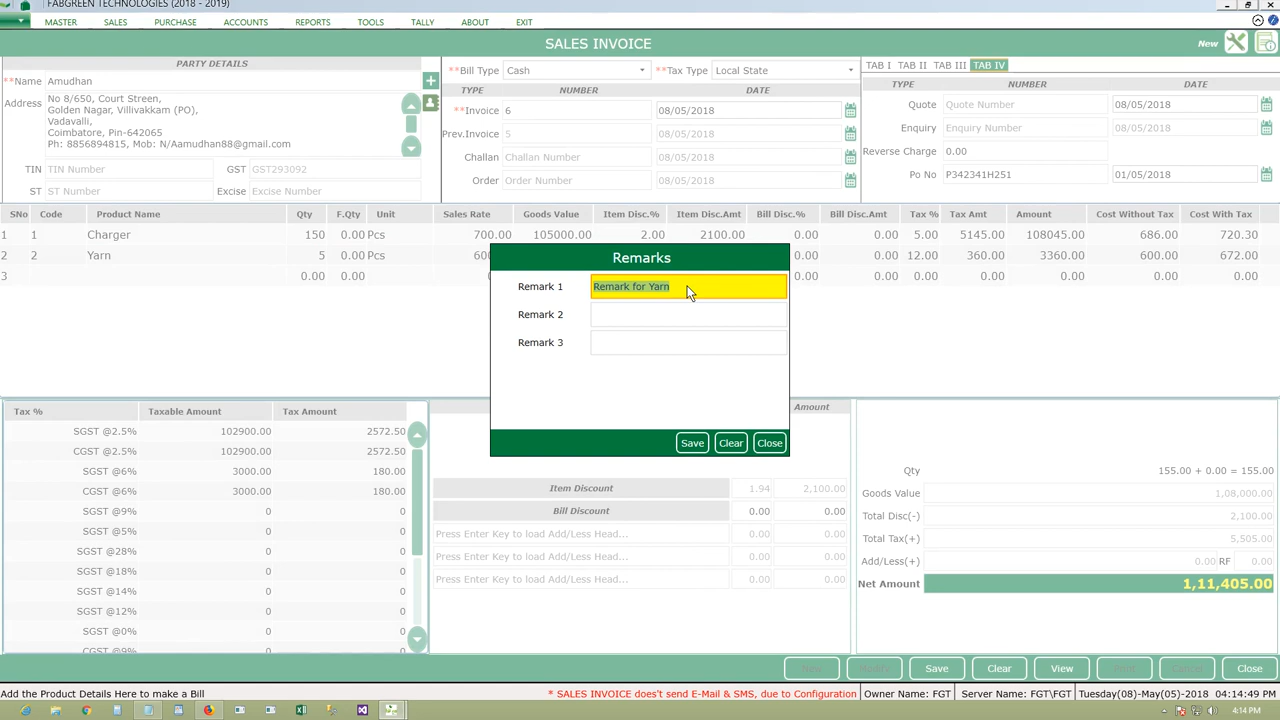 FABGREEN TECHNOLOGIES (2018 - 2019)
MASTER SALES PURCHASE ACCOUNTS REPORTS TOOLS TALLY ABOUT EXIT
SALES INVOICE New
PARTY DETAILS
**Name Amudhan
Address No 8/650, Court Streen,
Golden Nagar, Villivakkam (PO),
Vadavalli,
Coimbatore, Pin-642065
Ph: 8856894815, Mob: N/Aamudhan88@gmail.com
TIN TIN Number GST GST293092
ST ST Number Excise Excise Number
**Bill Type Cash **Tax Type Local State
TYPE NUMBER DATE
**Invoice 6 08/05/2018
Prev.Invoice 5 08/05/2018
Challan Challan Number 08/05/2018
Order Order Number 08/05/2018
TAB I TAB II TAB III TAB IV
TYPE NUMBER DATE
Quote Quote Number 08/05/2018
Enquiry Enquiry Number 08/05/2018
Reverse Charge 0.00
Po No P342341H251 01/05/2018
SNo Code Product Name Qty F.Qty Unit Sales Rate Goods Value Item Disc.% Item Disc.Amt Bill Disc.% Bill Disc.Amt Tax % Tax Amt Amount Cost Without Tax Cost With Tax
1 1 Charger 150 0.00 Pcs 700.00 105000.00 2.00 2100.00 0.00 0.00 5.00 5145.00 108045.00 686.00 720.30
2 2 Yarn 5 0.00 Pcs 0.00 12.00 360.00 3360.00 600.00 672.00
3 0.00 0.00 0.00 0.00 0.00 0.00 0.00 0.00
Remarks
Remark 1 Remark for Yarn
Remark 2
Remark 3
Save Clear Close
Tax % Taxable Amount Tax Amount
SGST @2.5% 102900.00 2572.50
CGST @2.5% 102900.00 2572.50
SGST @6% 3000.00 180.00
CGST @6% 3000.00 180.00
SGST @9% 0 0
SGST @5% 0 0
SGST @28% 0 0
SGST @18% 0 0
SGST @14% 0 0
SGST @12% 0 0
SGST @0% 0 0
CGST @9% 0 0
Amount
Item Discount 1.94 2,100.00
Bill Discount 0.00 0.00
Press Enter Key to load Add/Less Head... 0.00 0.00
Press Enter Key to load Add/Less Head... 0.00 0.00
Press Enter Key to load Add/Less Head... 0.00 0.00
Qty 155.00 + 0.00 = 155.00
Goods Value 1,08,000.00
Total Disc(-) 2,100.00
Total Tax(+) 5,505.00
Add/Less(+) 0.00 RF 0.00
Net Amount 1,11,405.00
New Modify Save Clear View Print Cancel Close
Add the Product Details Here to make a Bill * SALES INVOICE does't send E-Mail & SMS, due to Configuration Owner Name: FGT Server Name: FGT\FGT Tuesday(08)-May(05)-2018 04:14:49 PM
4:14 PM